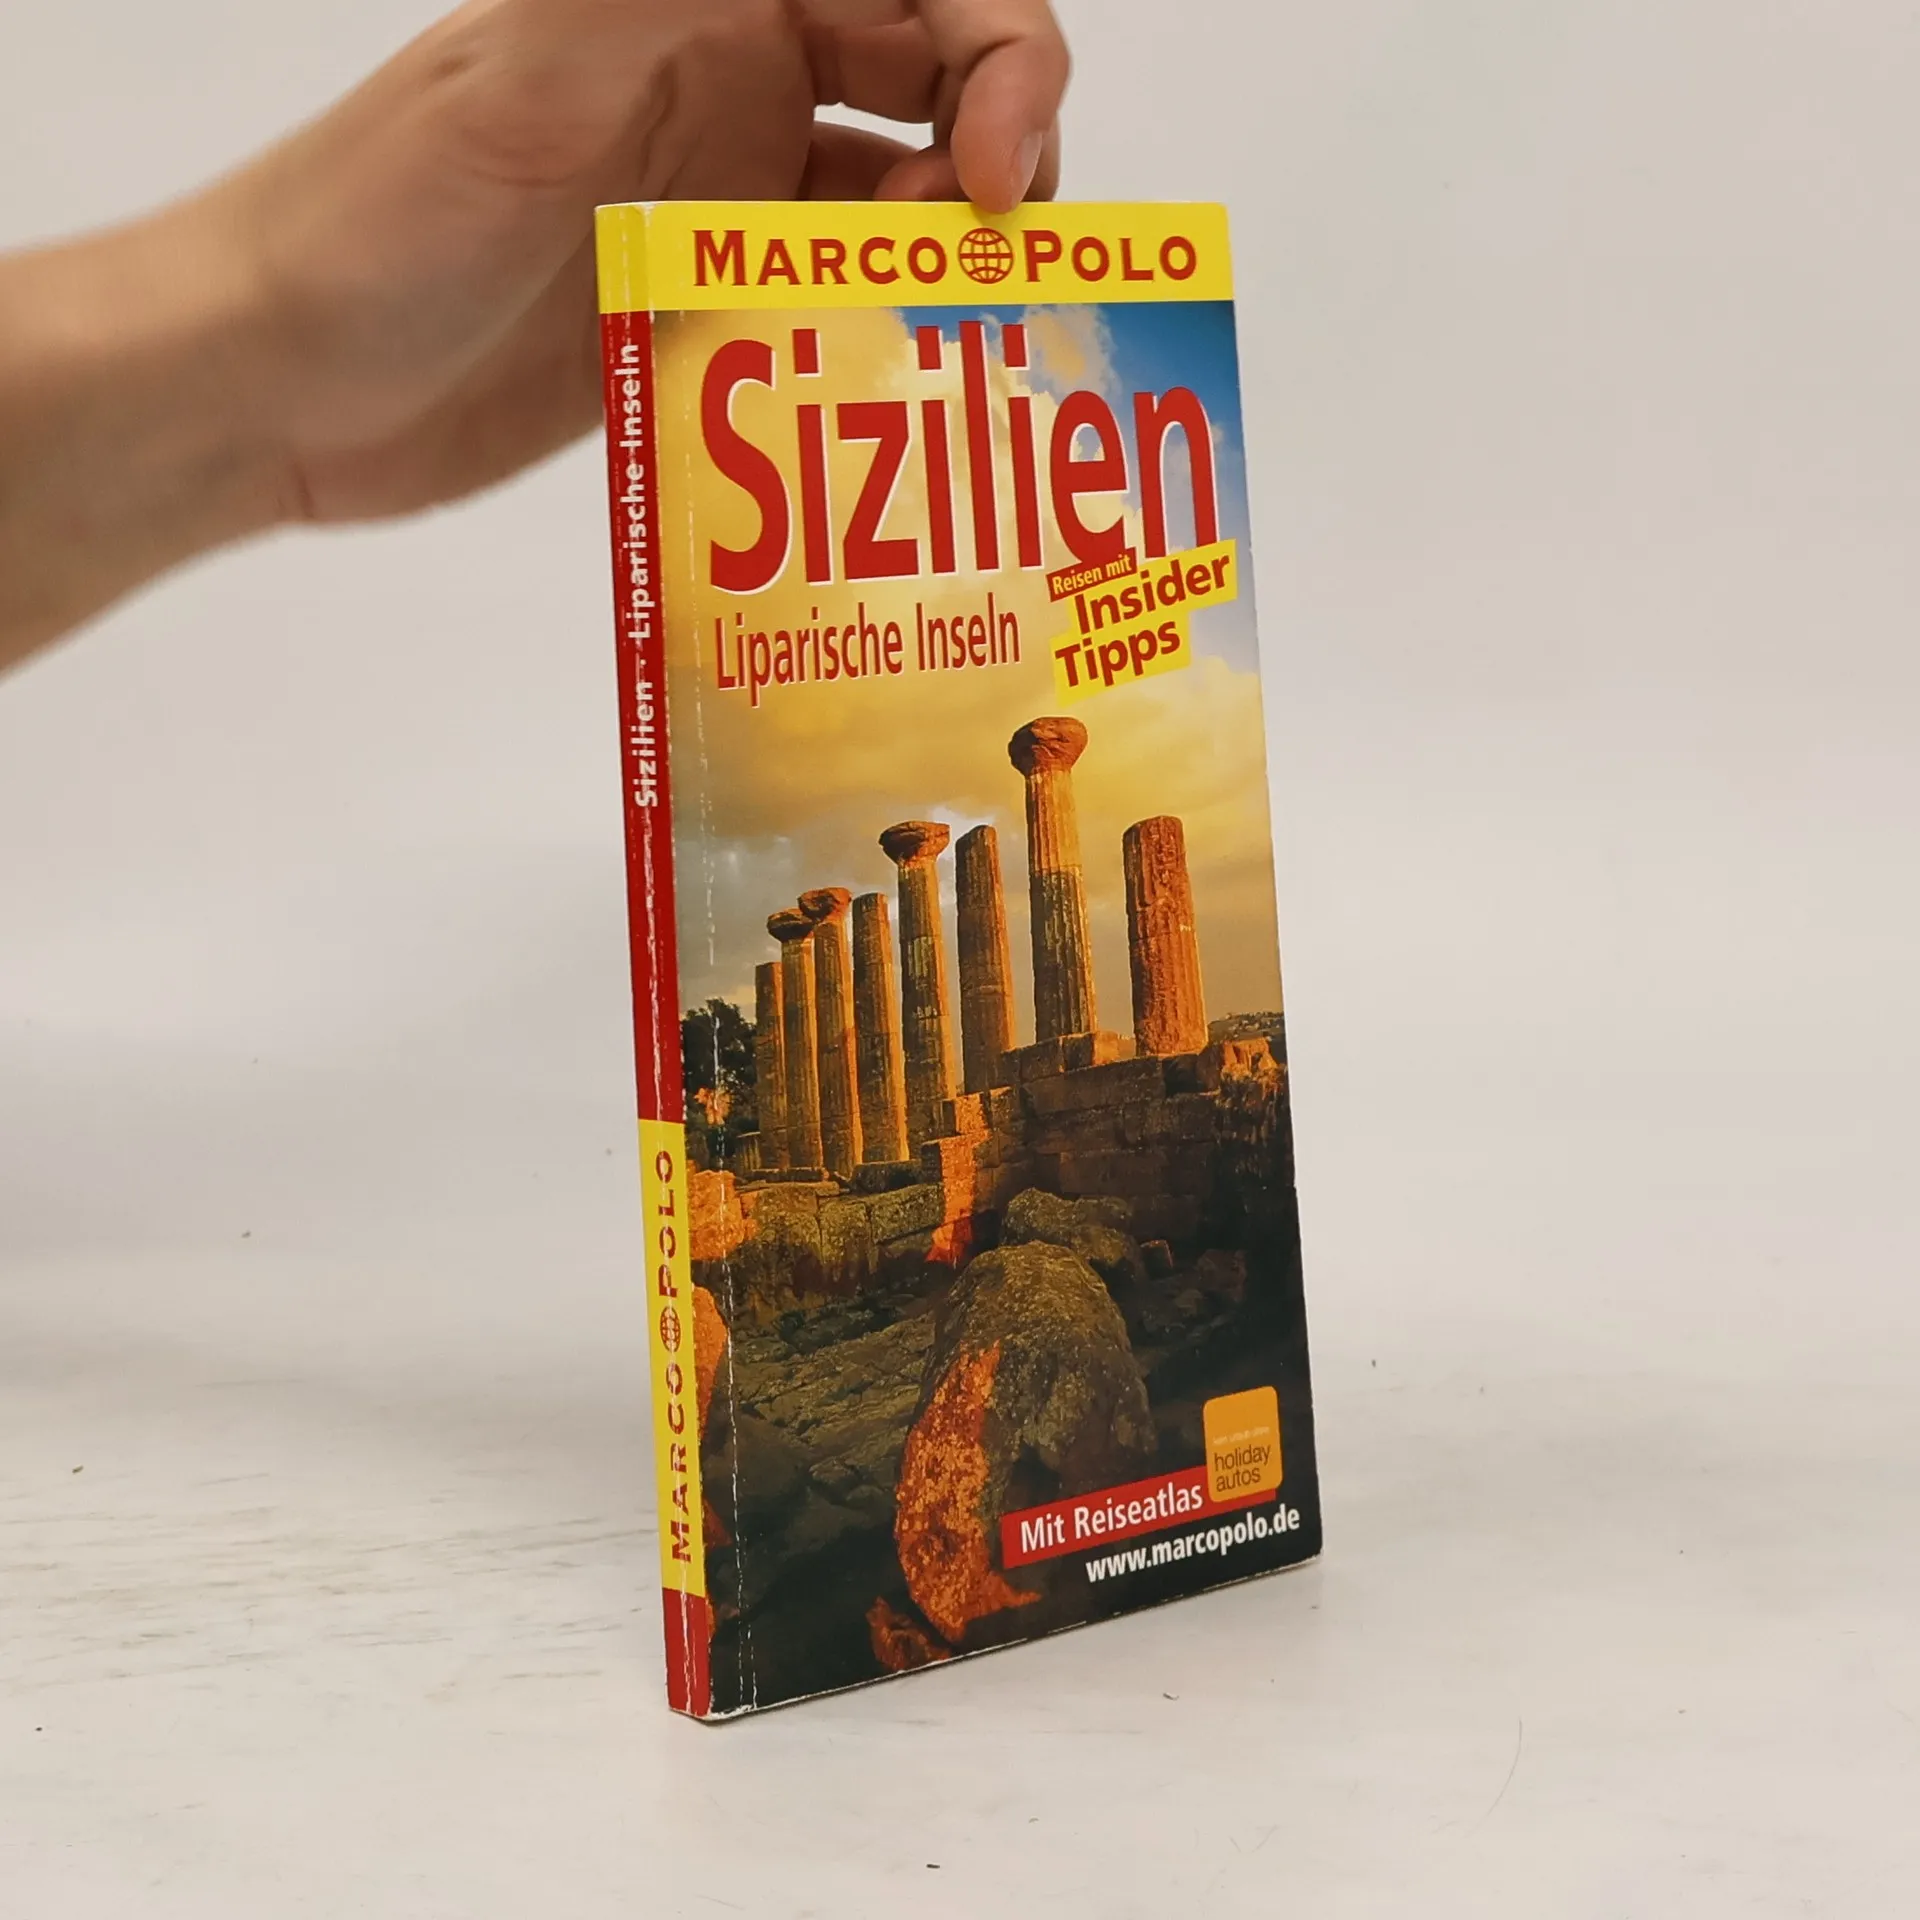 MARCO POLO
Sizilien
Liparische Inseln
Reisen mit
Insider
Tipps
Sizilien · Liparische Inseln
MARCO POLO
holiday
autos
Mit Reiseatlas
www.marcopolo.de